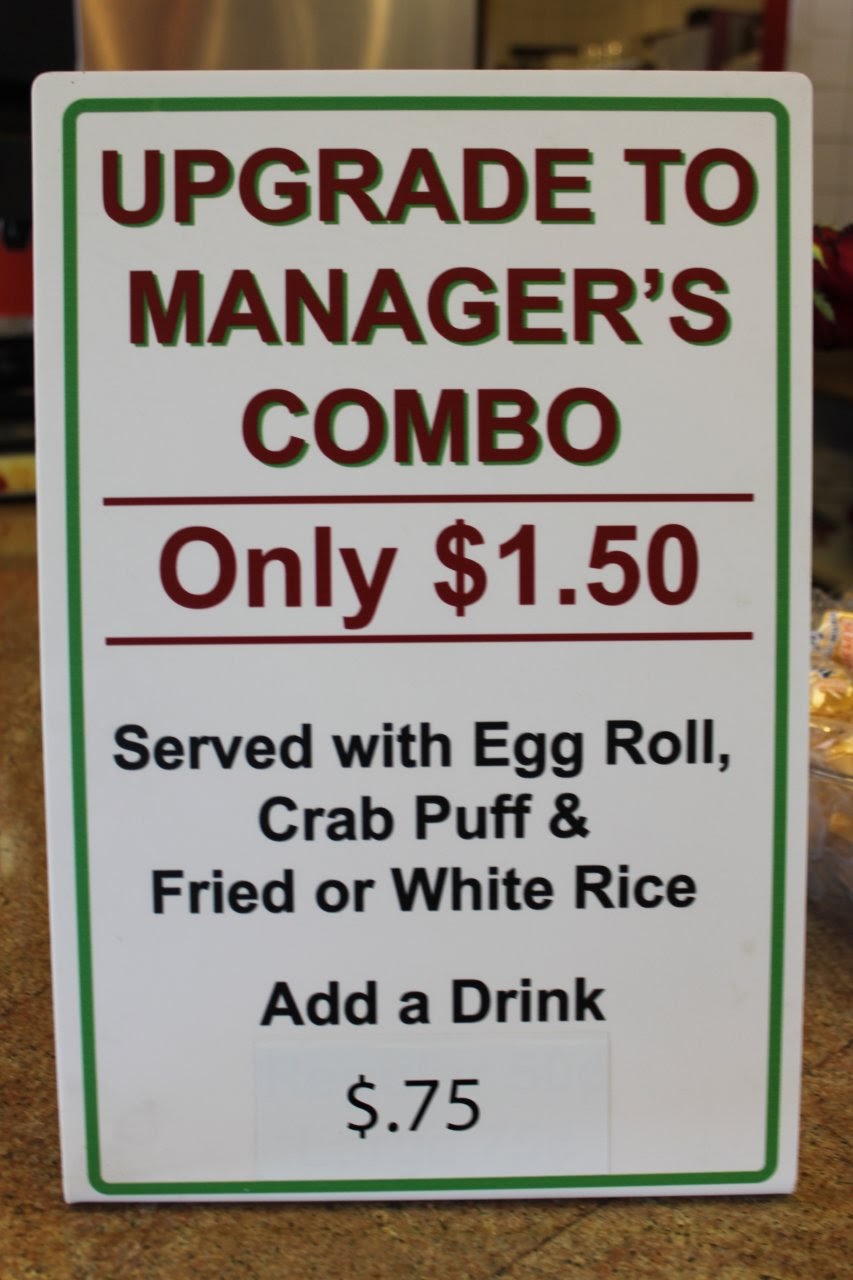 UPGRADE TO
MANAGER'S
COMBO
Only $1.50
Served with Egg Roll,
Crab Puff &
Fried or White Rice
Add a Drink
$.75